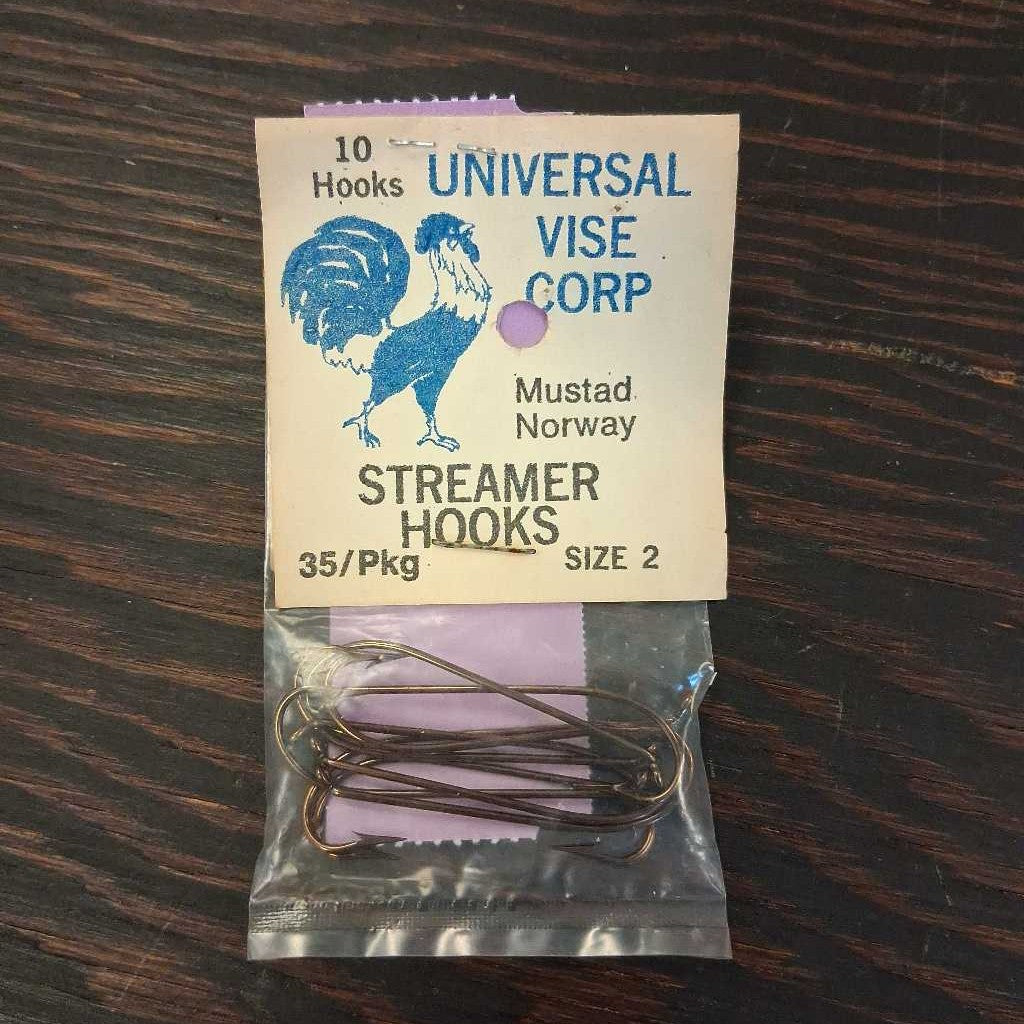 10
Hooks
UNIVERSAL
VISE
CORP
Mustad
Norway
STREAMER
HOOKS
35/Pkg
SIZE 2